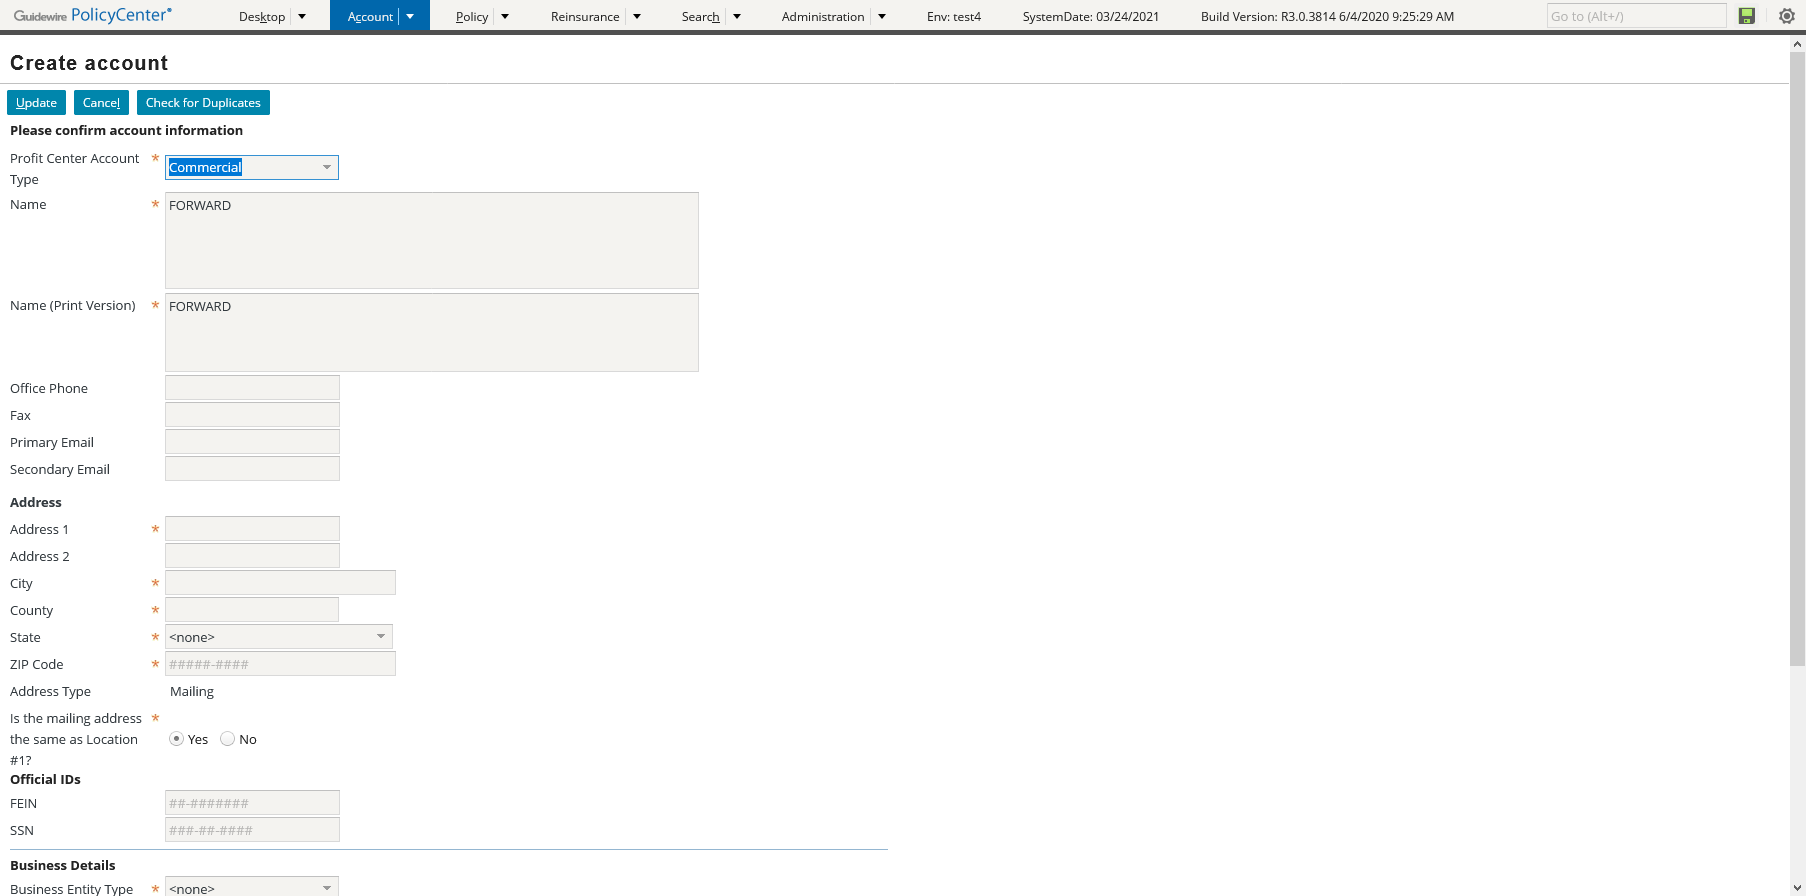 Guidewire PolicyCenter Desktop Account Policy Reinsurance Search Administration Env: test4 SystemDate: 03/24/2021 Build Version: R3.0.3814 6/4/2020 9:25:29 AM Go to (Alt+/)
Create account
Update Cancel Check for Duplicates
Please confirm account information
Profit Center Account * Commercial
Type
Name * FORWARD
Name (Print Version) * FORWARD
Office Phone
Fax
Primary Email
Secondary Email
Address
Address 1 *
Address 2
City *
County *
State * <none>
ZIP Code * #####-####
Address Type Mailing
Is the mailing address *
the same as Location Yes No
#1?
Official IDs
FEIN ##-#######
SSN ###-##-####
Business Details
Business Entity Type * <none>